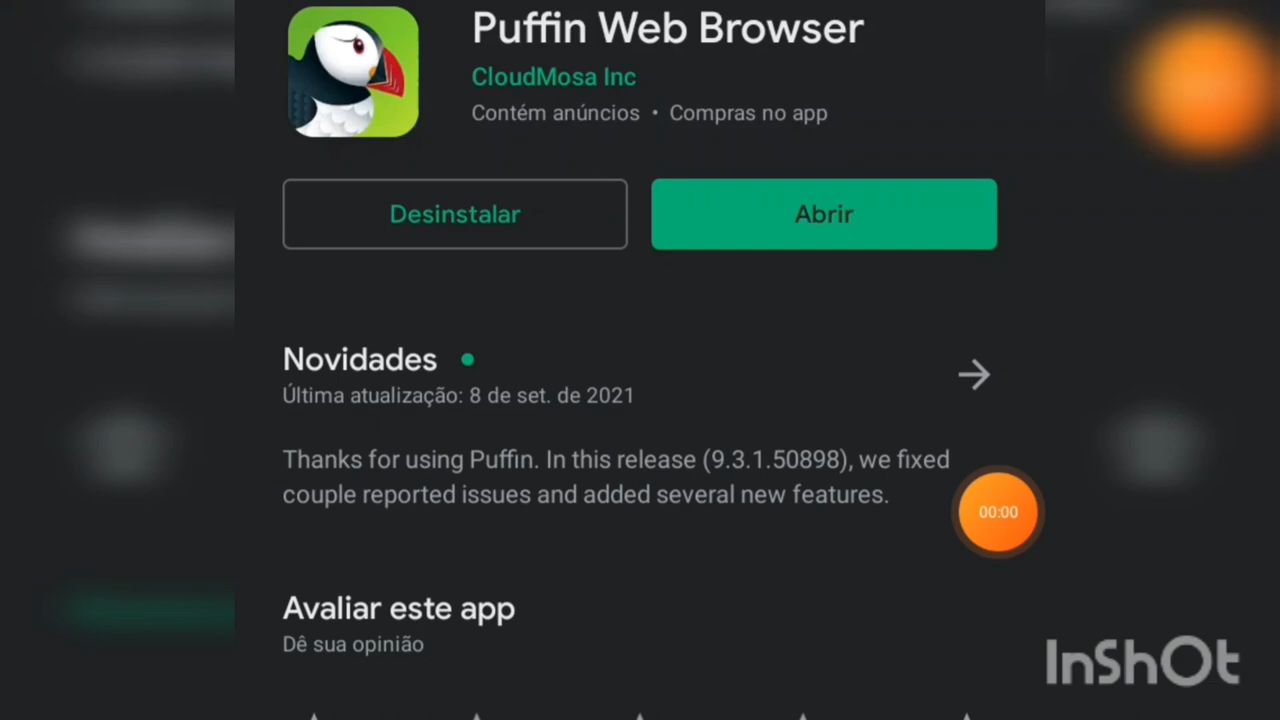 Puffin Web Browser
CloudMosa Inc
Contém anúncios • Compras no app
Desinstalar
Abrir
Novidades
Última atualização: 8 de set. de 2021
Thanks for using Puffin. In this release (9.3.1.50898), we fixed
couple reported issues and added several new features.
00:00
Avaliar este app
Dê sua opinião
InShOt